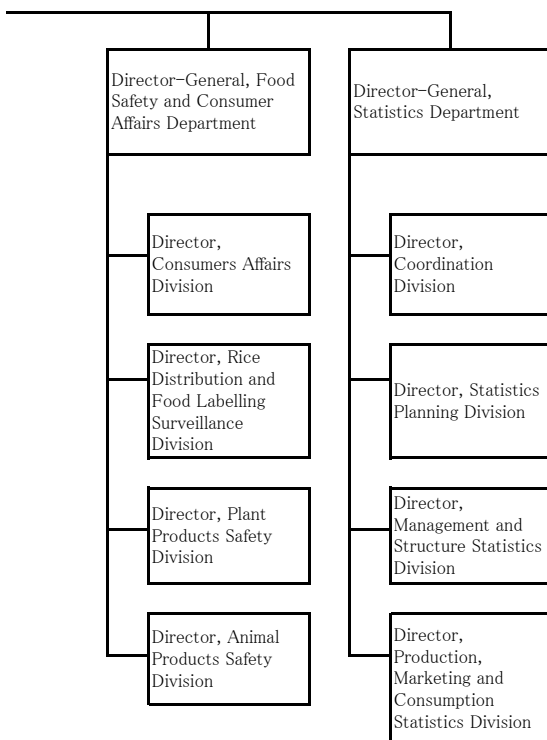 Director-General, Food
Safety and Consumer
Affairs Department
Director-General,
Statistics Department
Director,
Consumers Affairs
Division
Director,
Coordination
Division
Director, Rice
Distribution and
Food Labelling
Surveillance
Division
Director, Statistics
Planning Division
Director, Plant
Products Safety
Division
Director,
Management and
Structure Statistics
Division
Director, Animal
Products Safety
Division
Director,
Production,
Marketing and
Consumption
Statistics Division